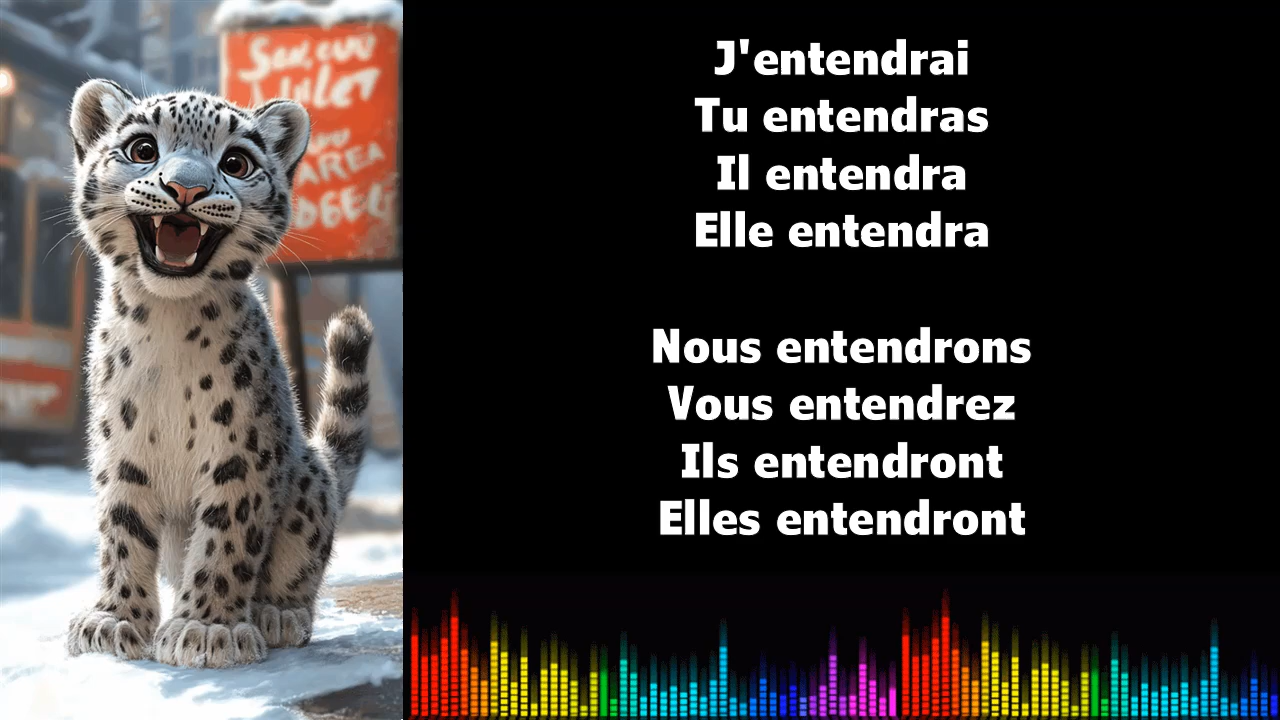 J'entendrai
Tu entendras
Il entendra
Elle entendra
Nous entendrons
Vous entendrez
Ils entendront
Elles entendront